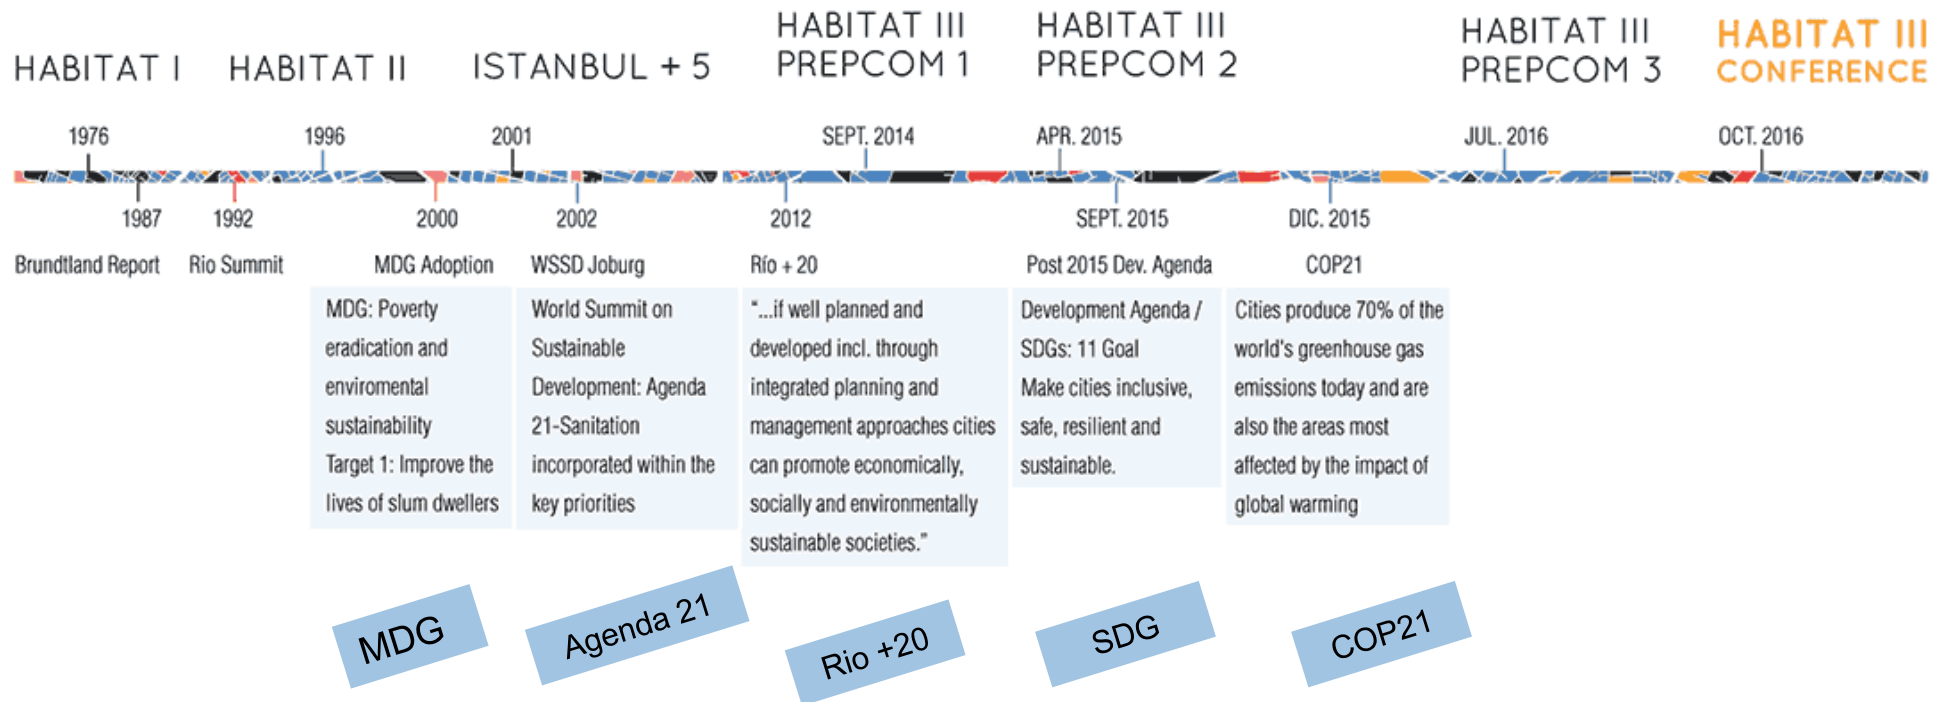 HABITAT I
HABITAT II
ISTANBUL + 5
HABITAT III
PREPCOM 1
HABITAT III
PREPCOM 2
HABITAT III
PREPCOM 3
HABITAT III
CONFERENCE
1976
1996
2001
SEPT. 2014
APR. 2015
JUL. 2016
OCT. 2016
1987
1992
2000
2002
2012
SEPT. 2015
DIC. 2015
Brundtland Report
Rio Summit
MDG Adoption
WSSD Joburg
Río + 20
Post 2015 Dev. Agenda
COP21
MDG: Poverty
eradication and
enviromental
sustainability
Target 1: Improve the
lives of slum dwellers
World Summit on
Sustainable
Development: Agenda
21-Sanitation
incorporated within the
key priorities
“...if well planned and
developed incl. through
integrated planning and
management approaches cities
can promote economically,
socially and environmentally
sustainable societies.”
Development Agenda /
SDGs: 11 Goal
Make cities inclusive,
safe, resilient and
sustainable.
Cities produce 70% of the
world's greenhouse gas
emissions today and are
also the areas most
affected by the impact of
global warming
MDG
Agenda 21
Rio +20
SDG
COP21